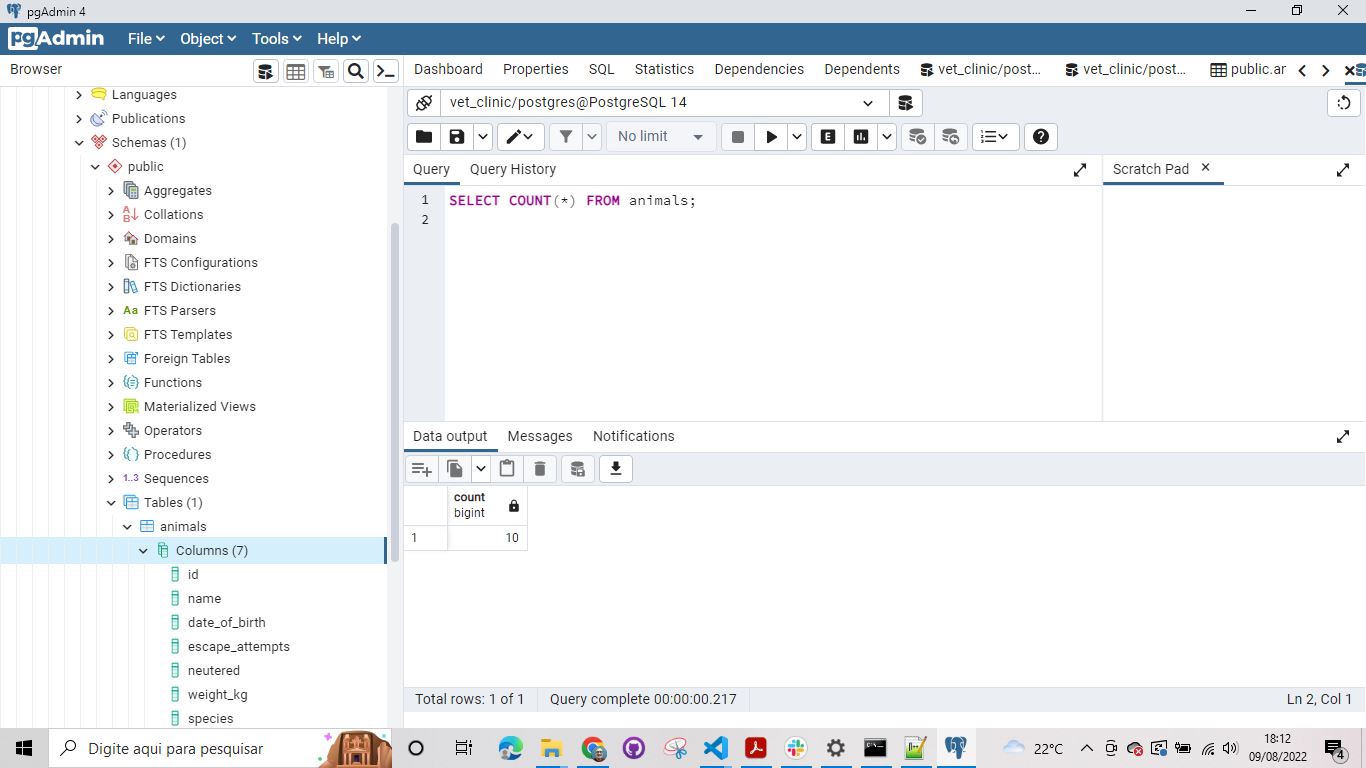 pgAdmin 4
pgAdmin File Object Tools Help
Browser
Dashboard Properties SQL Statistics Dependencies Dependents vet_clinic/post... vet_clinic/post... public.ar
Languages
Publications
Schemas (1)
public
Aggregates
Collations
Domains
FTS Configurations
FTS Dictionaries
Aa FTS Parsers
FTS Templates
Foreign Tables
Functions
Materialized Views
Operators
Procedures
1..3 Sequences
Tables (1)
animals
Columns (7)
id
name
date_of_birth
escape_attempts
neutered
weight_kg
species
vet_clinic/postgres@PostgreSQL 14
No limit E
Query Query History Scratch Pad
1 SELECT COUNT(*) FROM animals;
2
Data output Messages Notifications
count
bigint
1 10
Total rows: 1 of 1 Query complete 00:00:00.217 Ln 2, Col 1
Digite aqui para pesquisar 22°C 18:12
09/08/2022 4